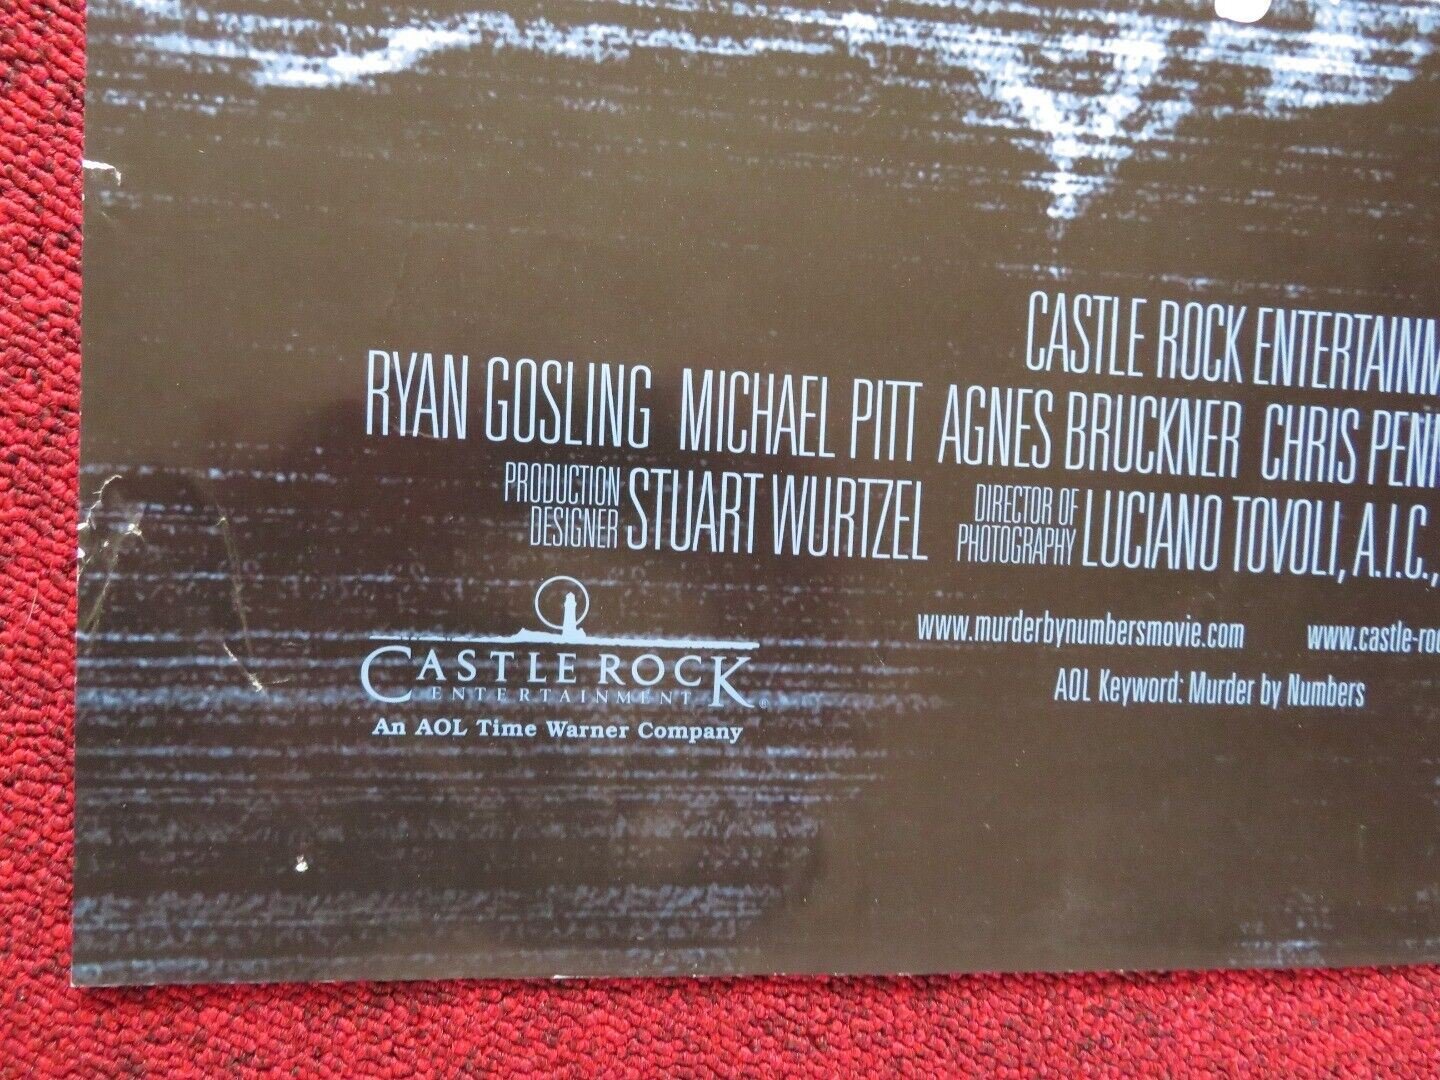 CASTLE ROCK ENTERTAINM
RYAN GOSLING MICHAEL PITT AGNES BRUCKNER CHRIS PENN
PRODUCTION DESIGNER STUART WURTZEL DIRECTOR OF PHOTOGRAPHY LUCIANO TOVOLI, A.I.C.,
www.murderbynumbersmovie.com www.castle-roc
AOL Keyword: Murder by Numbers
CASTLE ROCK
ENTERTAINMENT®
An AOL Time Warner Company